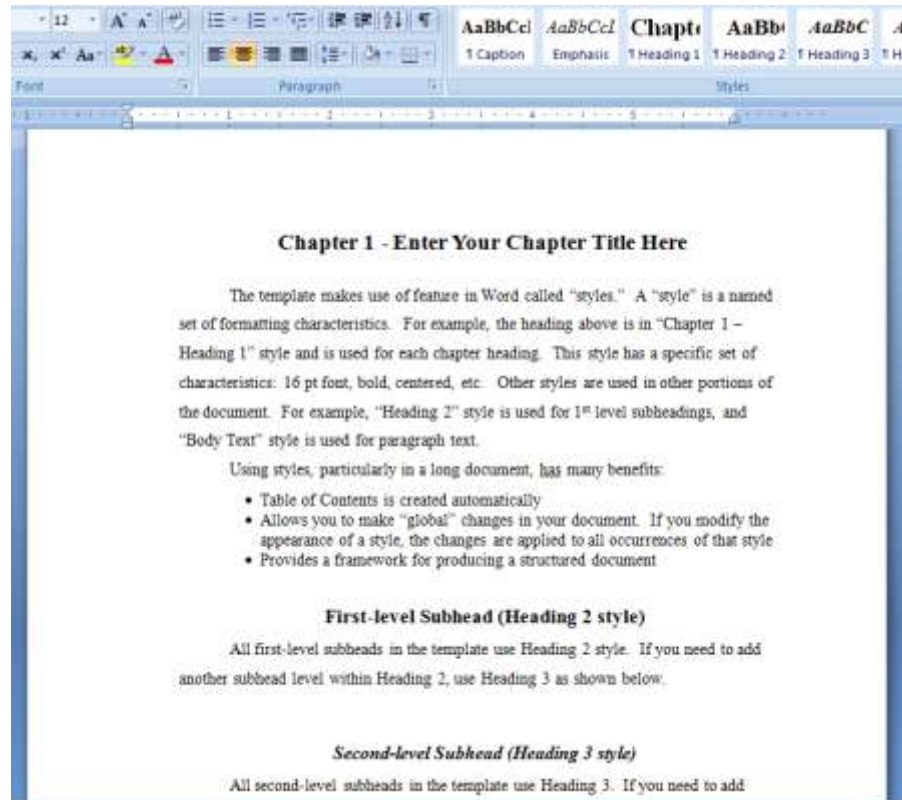 12
AaBbCcI AaBbCcL Chapte AaBb AaBbC A
¶ Caption Emphasis ¶ Heading 1 ¶ Heading 2 ¶ Heading 3 ¶ H
Font Paragraph Styles
1 2 3 4 5
Chapter 1 - Enter Your Chapter Title Here
The template makes use of feature in Word called “styles.” A “style” is a named
set of formatting characteristics. For example, the heading above is in “Chapter 1 –
Heading 1” style and is used for each chapter heading. This style has a specific set of
characteristics: 16 pt font, bold, centered, etc. Other styles are used in other portions of
the document. For example, “Heading 2” style is used for 1st level subheadings, and
“Body Text” style is used for paragraph text.
Using styles, particularly in a long document, has many benefits:
• Table of Contents is created automatically
• Allows you to make “global” changes in your document. If you modify the
appearance of a style, the changes are applied to all occurrences of that style
• Provides a framework for producing a structured document
First-level Subhead (Heading 2 style)
All first-level subheads in the template use Heading 2 style. If you need to add
another subhead level within Heading 2, use Heading 3 as shown below.
Second-level Subhead (Heading 3 style)
All second-level subheads in the template use Heading 3. If you need to add